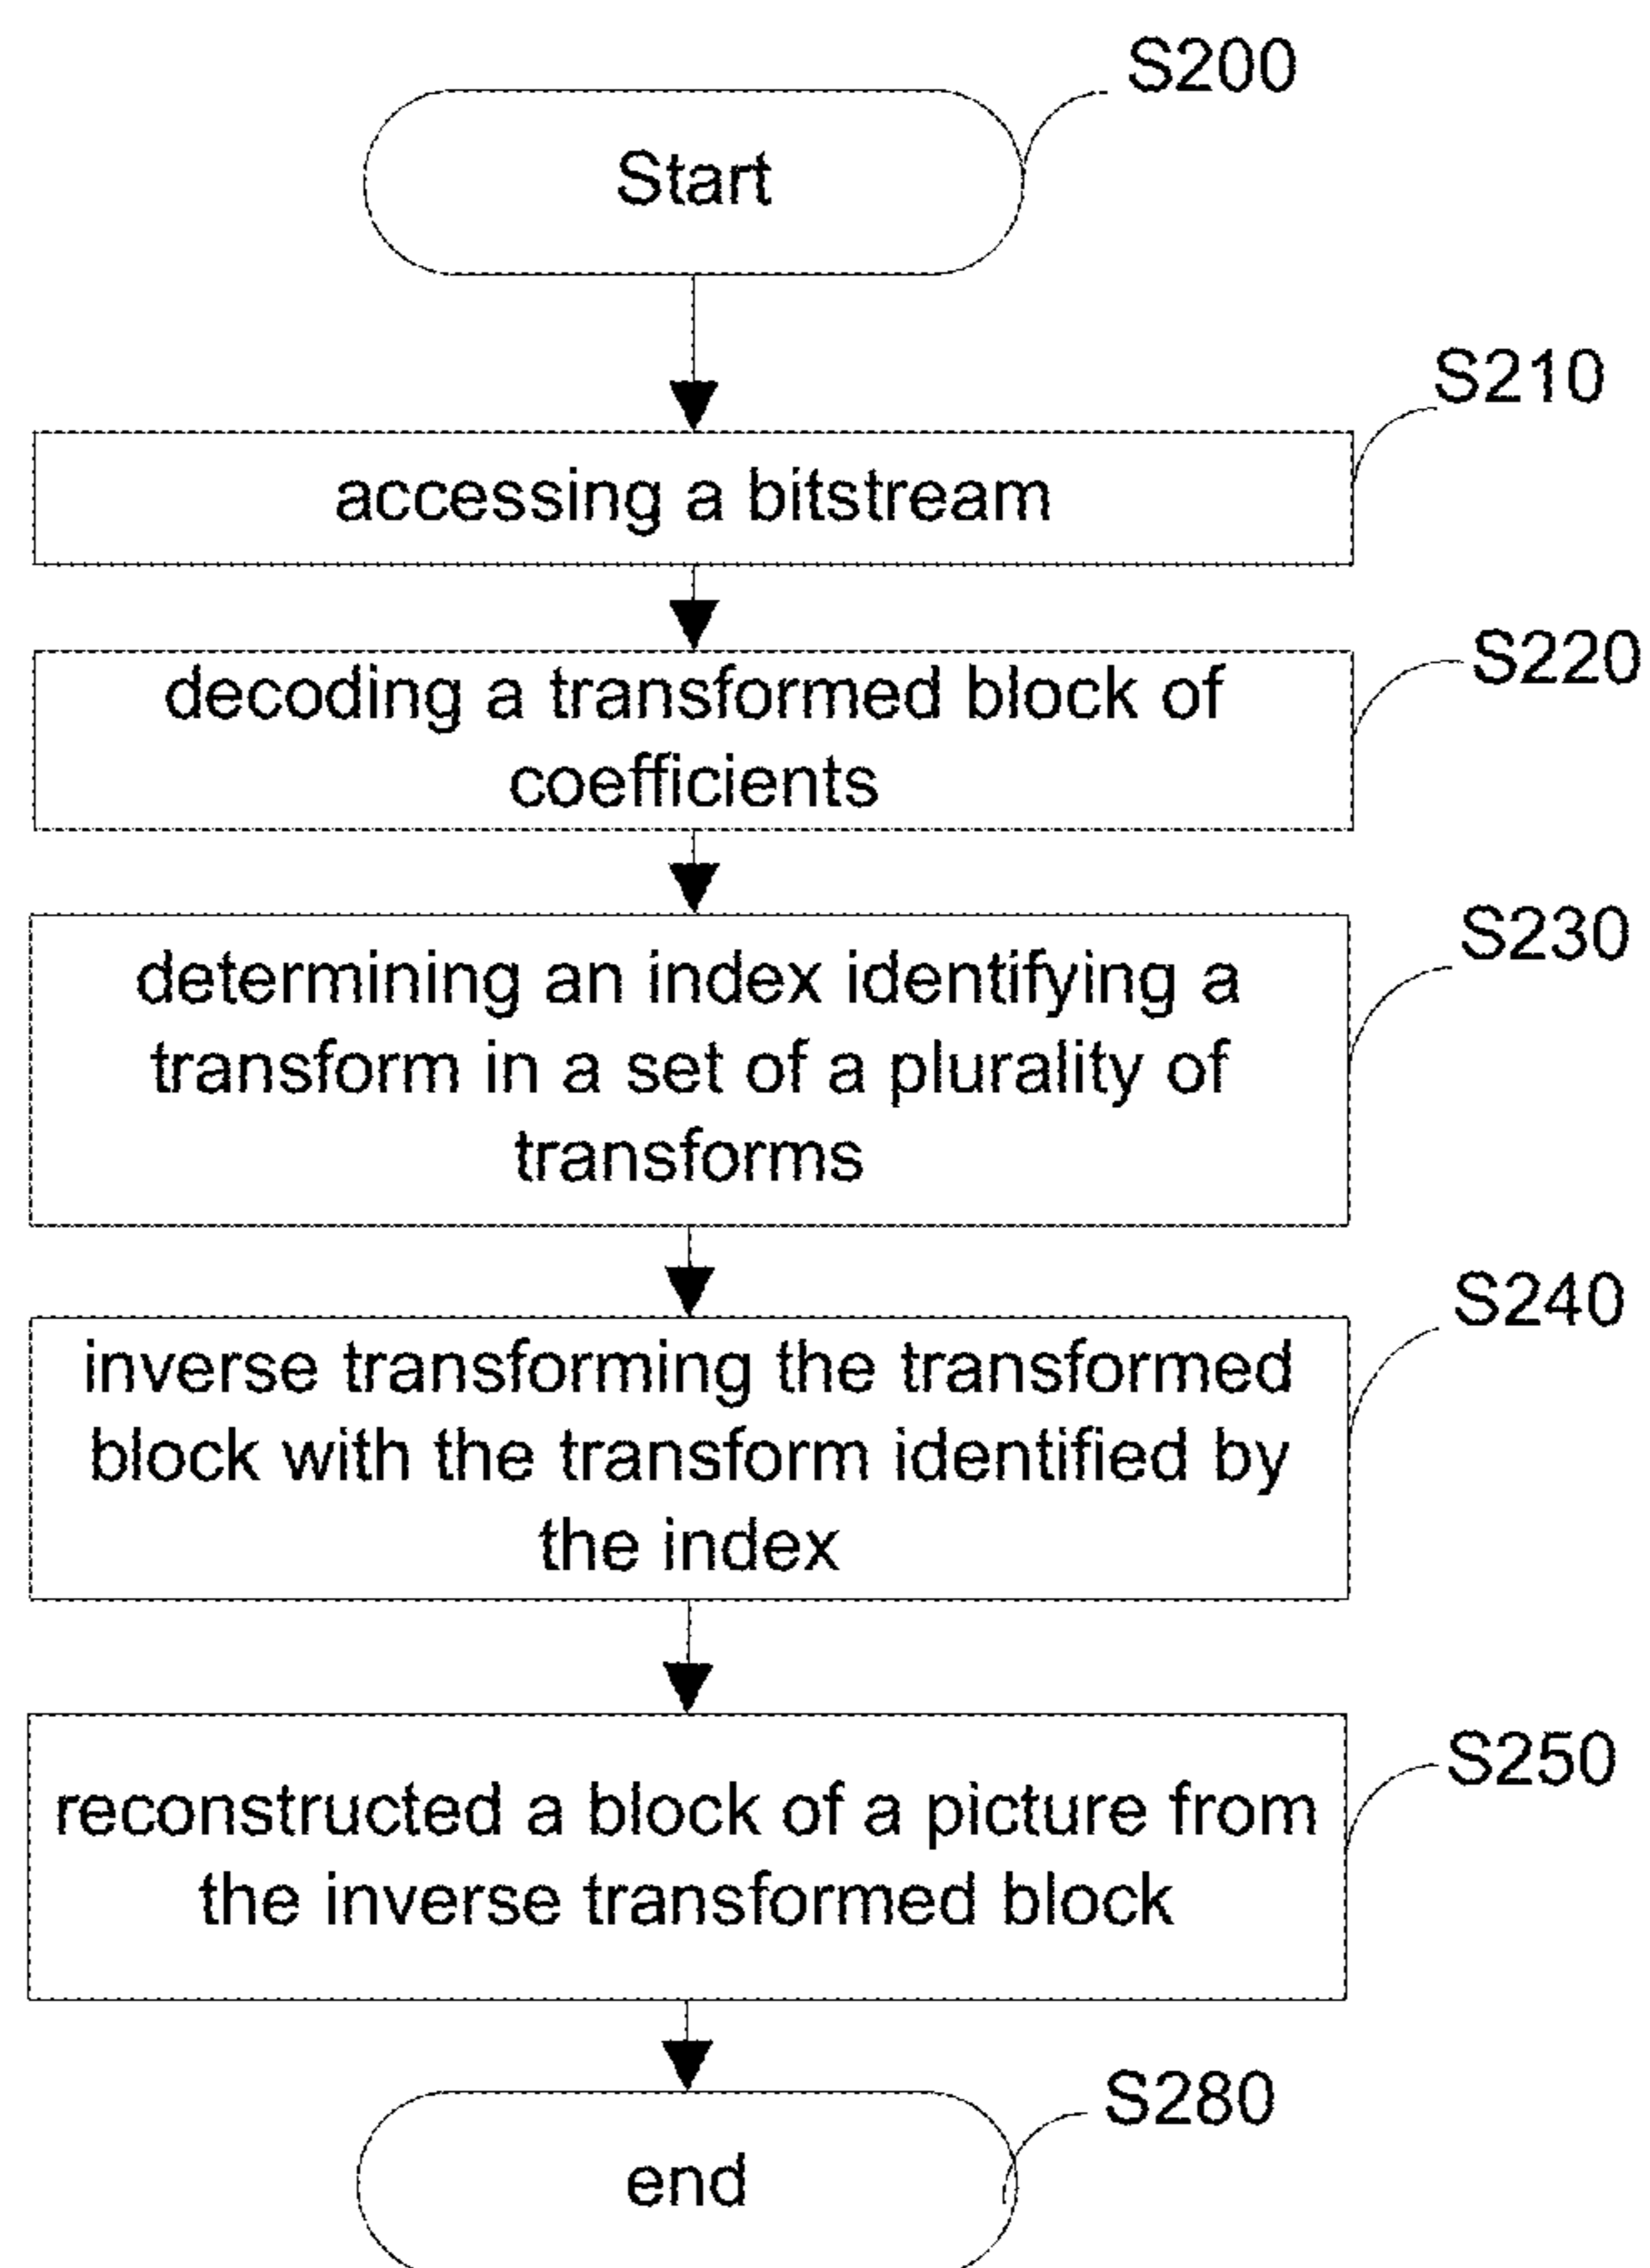 S200
Start
S210
accessing a bitstream
S220
decoding a transformed block of
coefficients
S230
determining an index identifying a
transform in a set of a plurality of
transforms
S240
inverse transforming the transformed
block with the transform identified by
the index
S250
reconstructed a block of a picture from
the inverse transformed block
S280
end